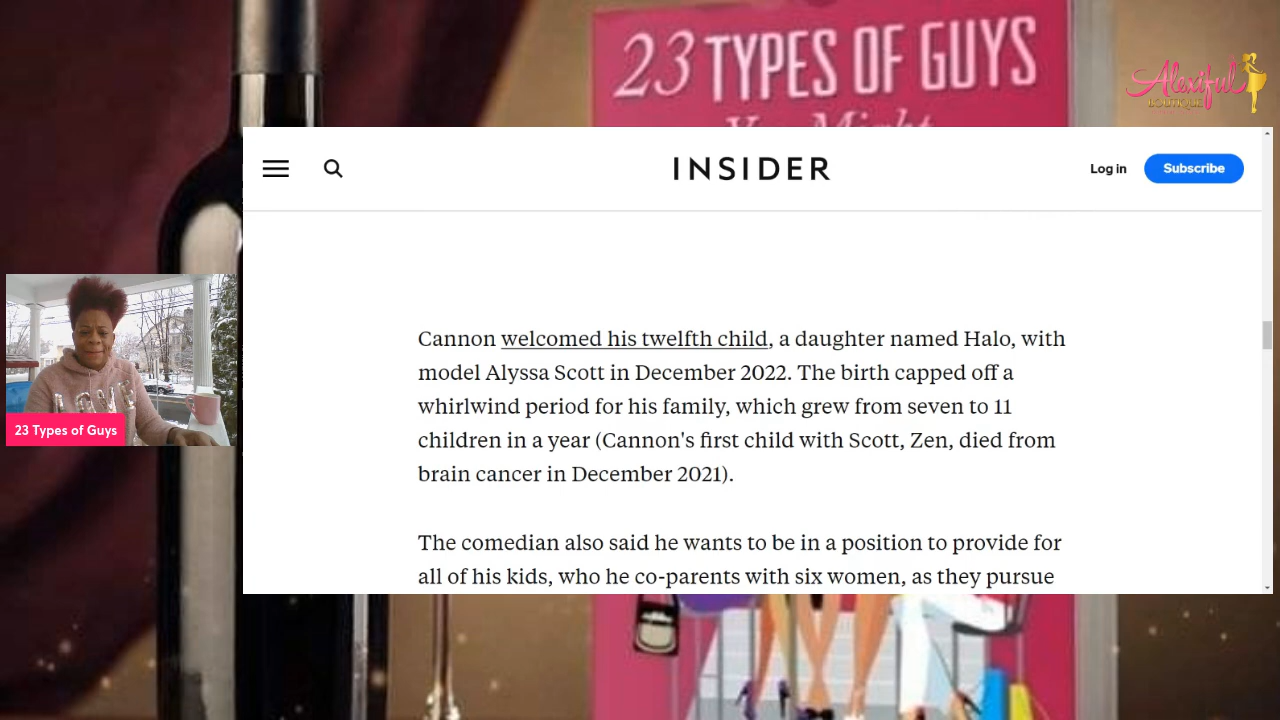 23 TYPES OF GUYS
You Might
Alexiful
BOUTIQUE
INSIDER
Log in
Subscribe
Cannon welcomed his twelfth child, a daughter named Halo, with
model Alyssa Scott in December 2022. The birth capped off a
whirlwind period for his family, which grew from seven to 11
children in a year (Cannon's first child with Scott, Zen, died from
brain cancer in December 2021).
The comedian also said he wants to be in a position to provide for
all of his kids, who he co-parents with six women, as they pursue
23 Types of Guys